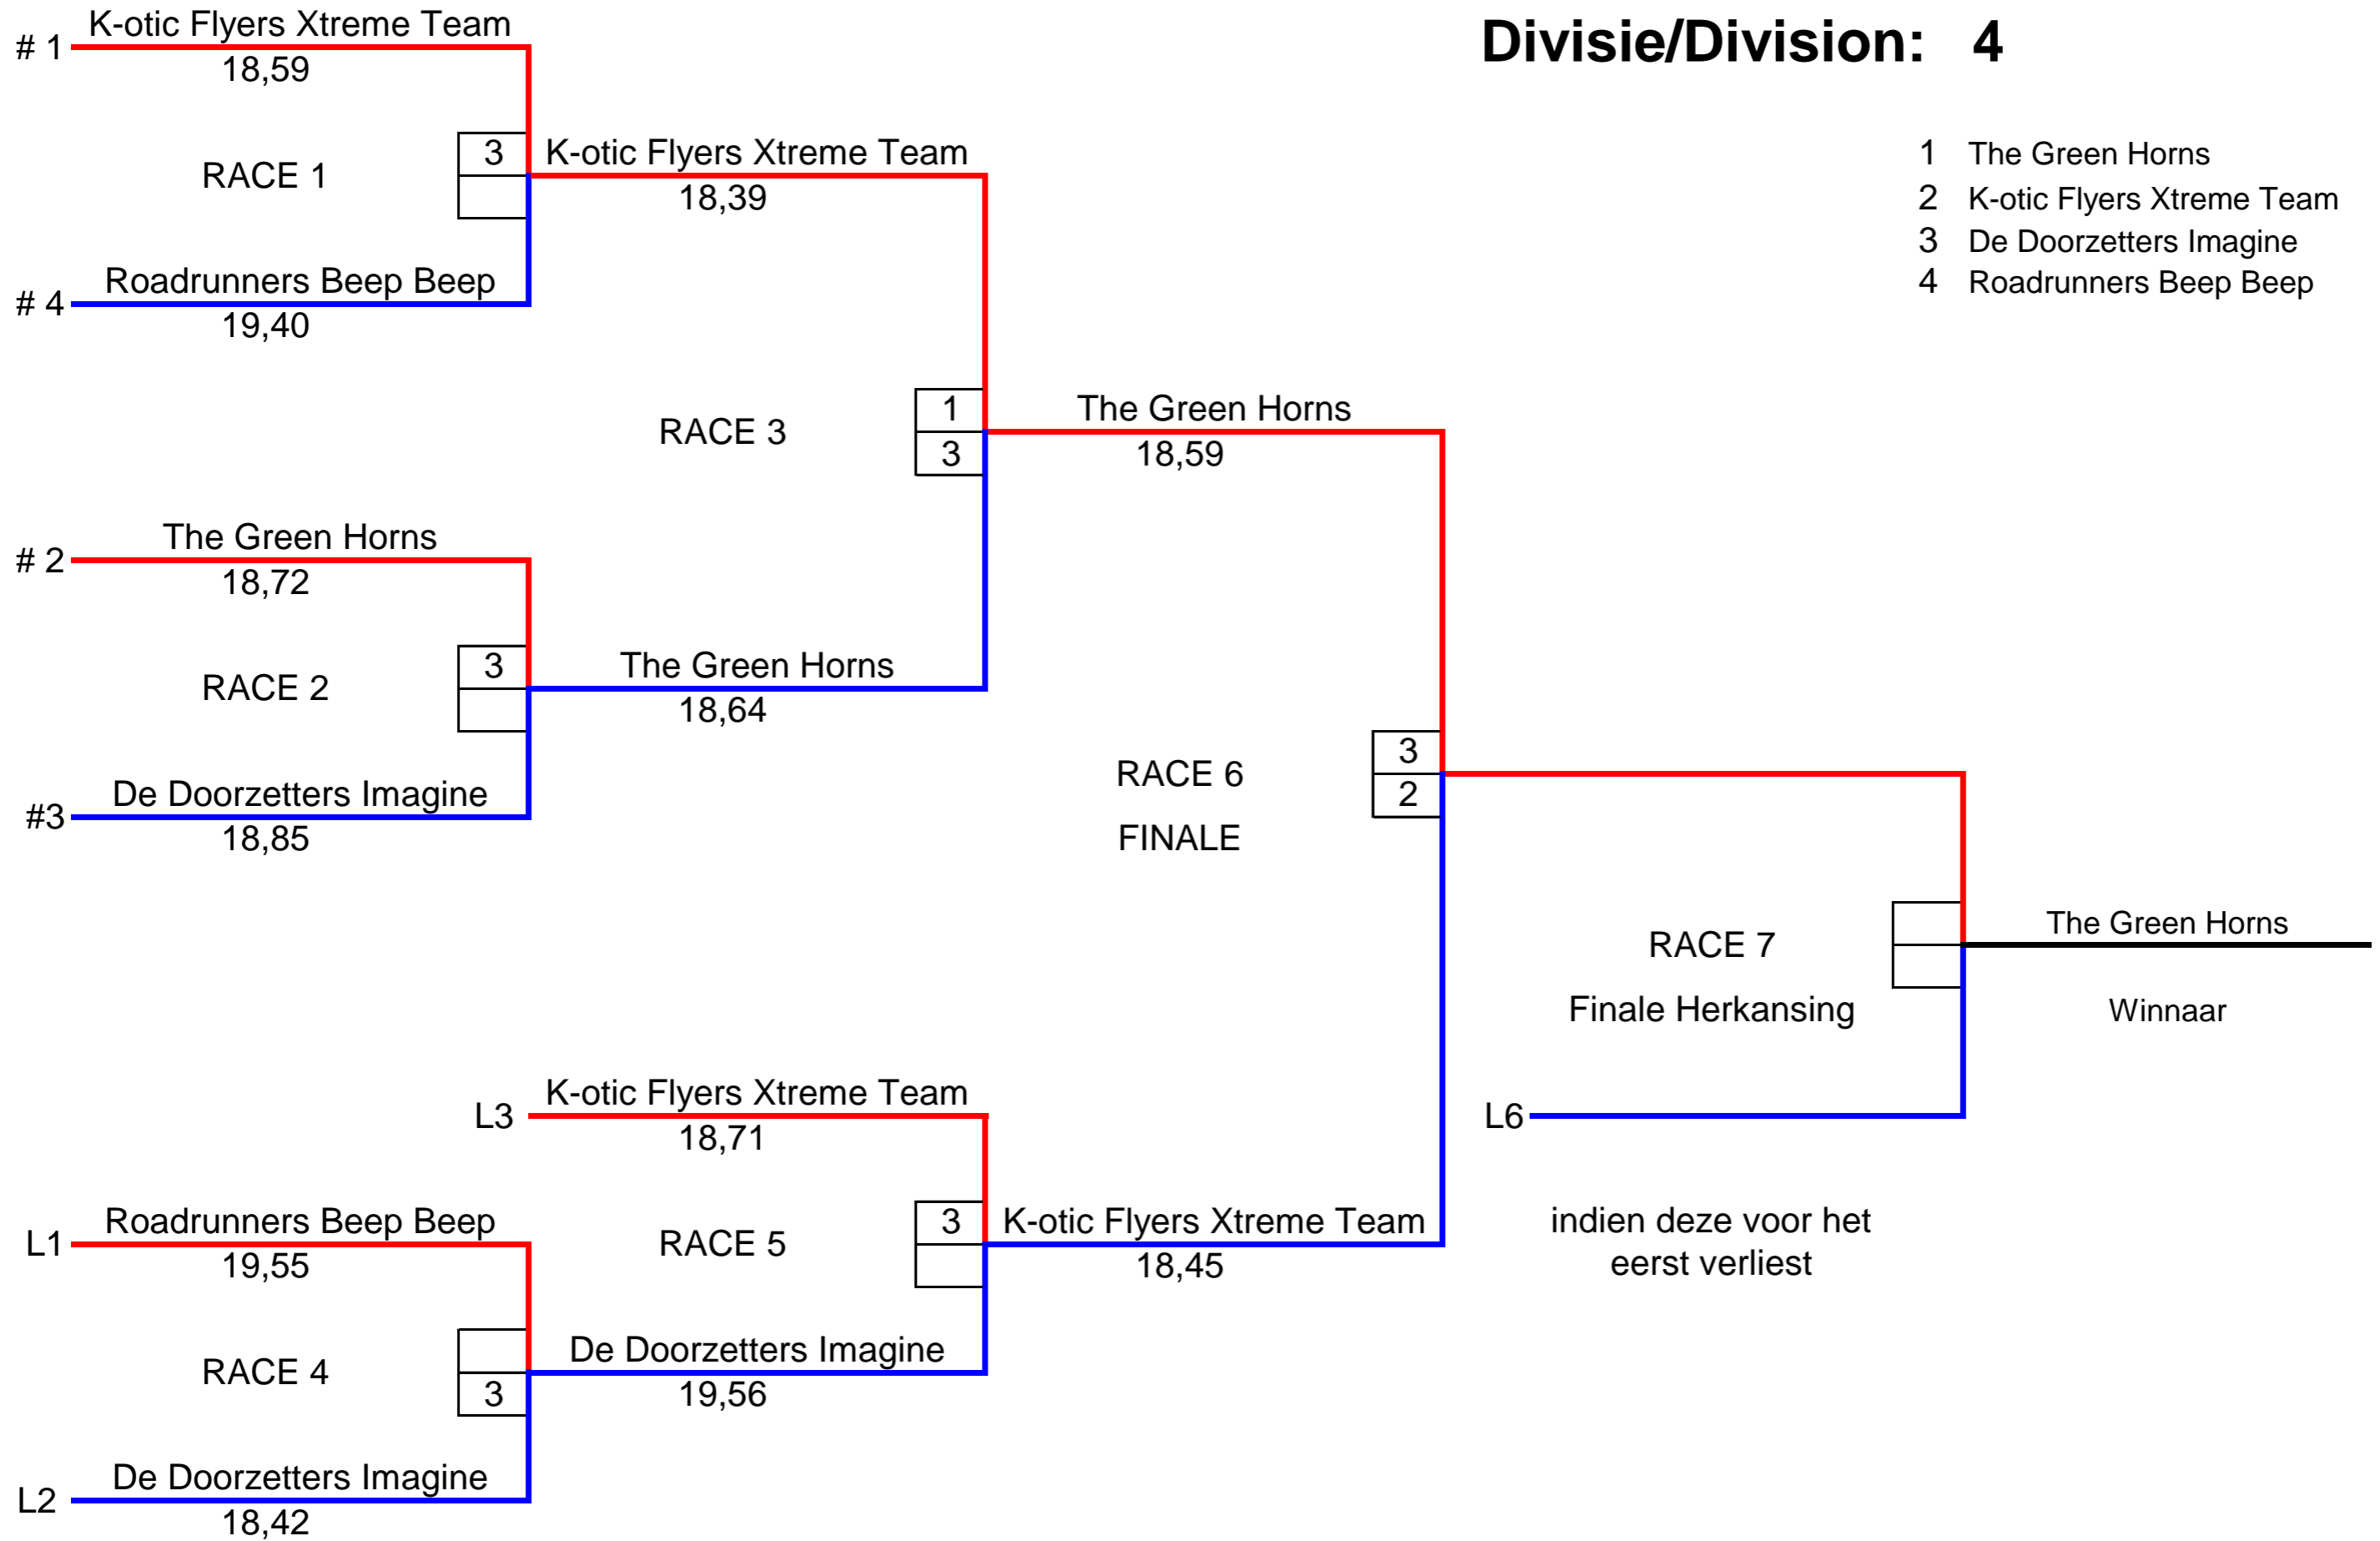 Divisie/Division: 4
# 1
K-otic Flyers Xtreme Team
18,59
RACE 1
3
# 4
Roadrunners Beep Beep
19,40
K-otic Flyers Xtreme Team
18,39
1 The Green Horns
2 K-otic Flyers Xtreme Team
3 De Doorzetters Imagine
4 Roadrunners Beep Beep
RACE 3
1
3
The Green Horns
18,59
# 2
The Green Horns
18,72
RACE 2
3
#3
De Doorzetters Imagine
18,85
The Green Horns
18,64
RACE 6
FINALE
3
2
RACE 7
Finale Herkansing
The Green Horns
Winnaar
L3
K-otic Flyers Xtreme Team
18,71
L6
indien deze voor het
eerst verliest
RACE 5
3
K-otic Flyers Xtreme Team
18,45
L1
Roadrunners Beep Beep
19,55
RACE 4
3
De Doorzetters Imagine
19,56
L2
De Doorzetters Imagine
18,42